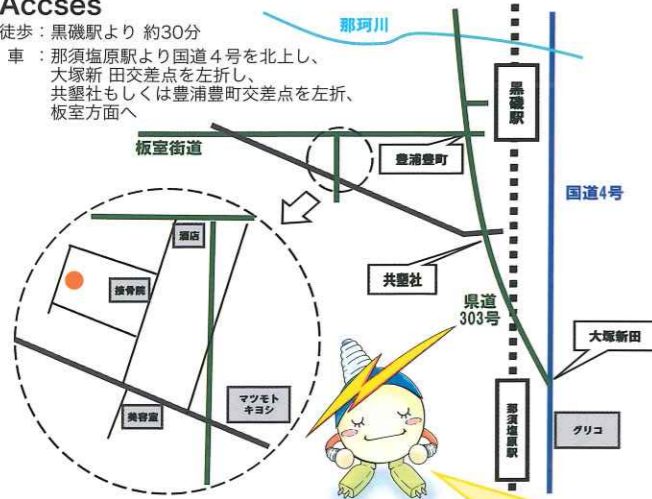 Accses
徒歩：黒磯駅より 約30分
車 ：那須塩原駅より国道４号を北上し、
大塚新 田交差点を左折し、
共墾社もしくは豊浦豊町交差点を左折、
板室方面へ
那珂川
黒磯駅
板室街道
豊浦豊町
国道4号
酒店
接骨院
共墾社
県道
303号
大塚新田
マツモト
キヨシ
美容室
那須塩原駅
グリコ